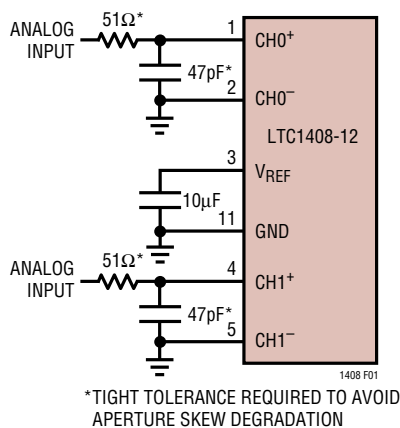 ANALOG
INPUT
51Ω*
1
CH0+
47pF*
2
CH0–
LTC1408-12
3
VREF
10µF
11
GND
ANALOG
INPUT
51Ω*
4
CH1+
47pF*
5
CH1–
1408 F01
*TIGHT TOLERANCE REQUIRED TO AVOID
APERTURE SKEW DEGRADATION